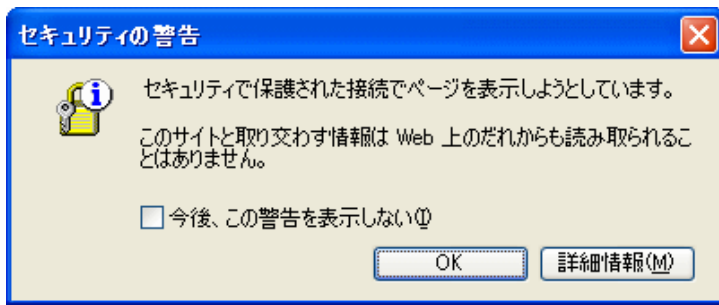 セキュリティの警告
セキュリティで保護された接続でページを表示しようとしています。
このサイトと取り交わす情報は Web 上のだれからも読み取られるこ
とはありません。
今後、この警告を表示しない(I)
OK
詳細情報(M)